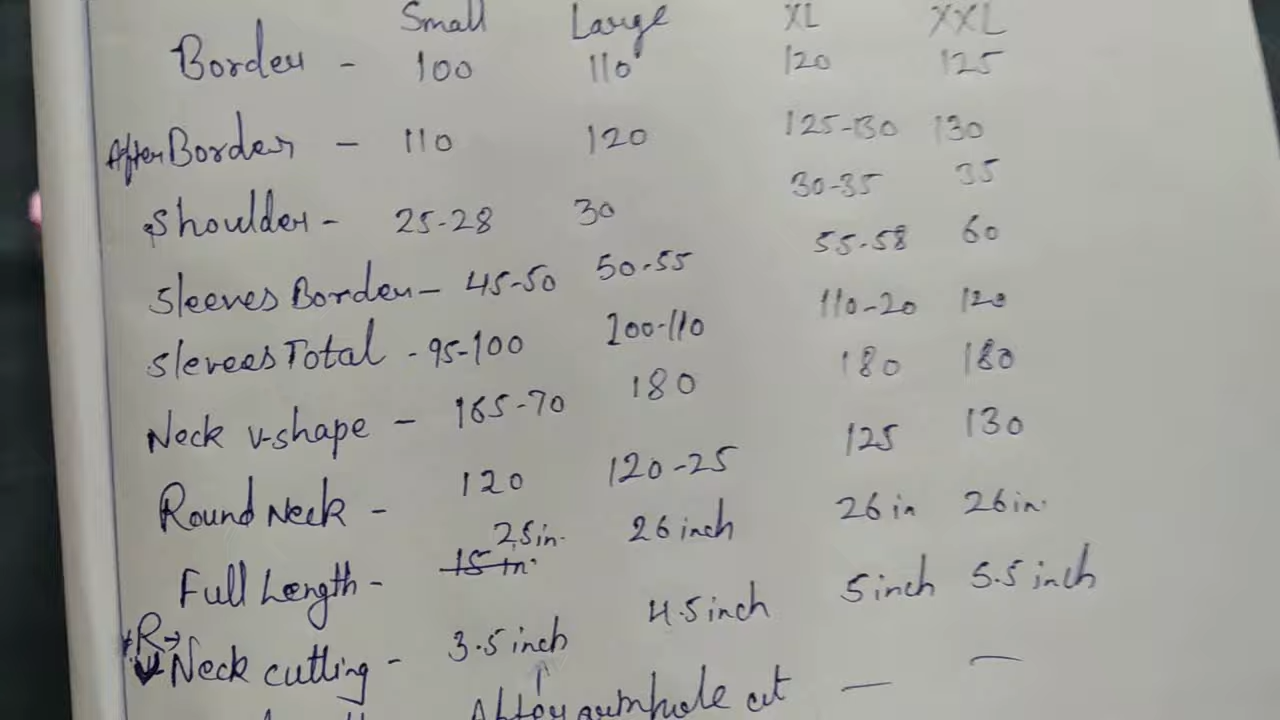 Small Large XL XXL
Border - 100 110 120 125
After Border - 110 120 125-130 130
Shoulder - 25-28 30 30-35 35
Sleeves Border - 45-50 50-55 55-58 60
Slevees Total - 95-100 100-110 110-20 120
Neck V-shape - 165-70 180 180 180
Round Neck - 120 120-25 125 130
Full Length - 15 in. 25in. 26 inch 26 in 26 in.
R→
V Neck cutting - 3.5 inch 4.5 inch 5 inch 5.5 inch
After armhole cut — —